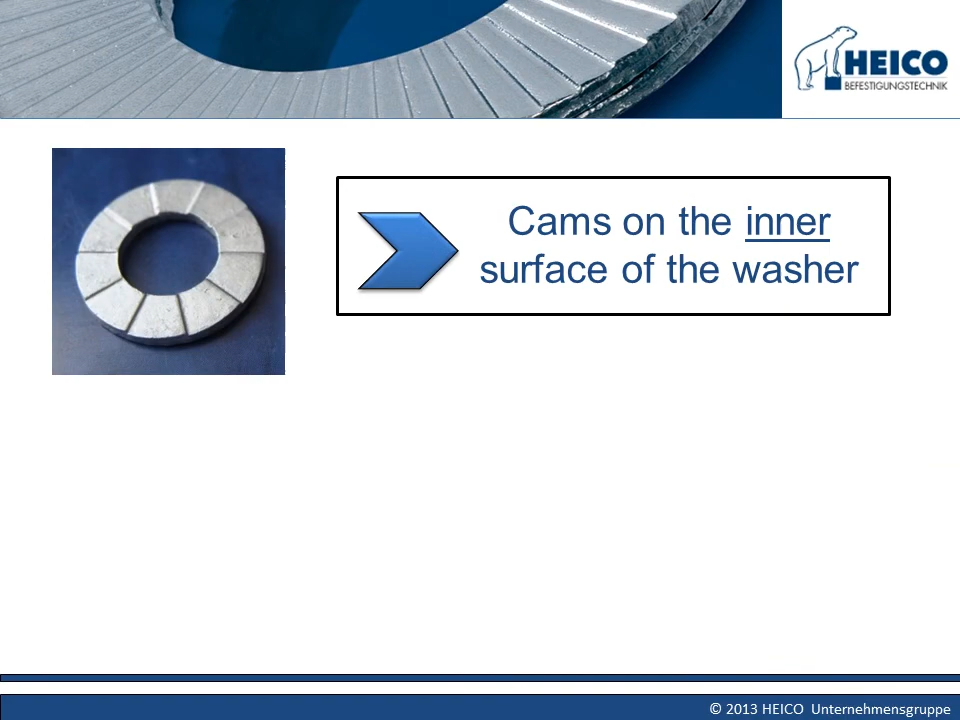 HEICO
BEFESTIGUNGSTECHNIK
Cams on the inner
surface of the washer
© 2013 HEICO Unternehmensgruppe